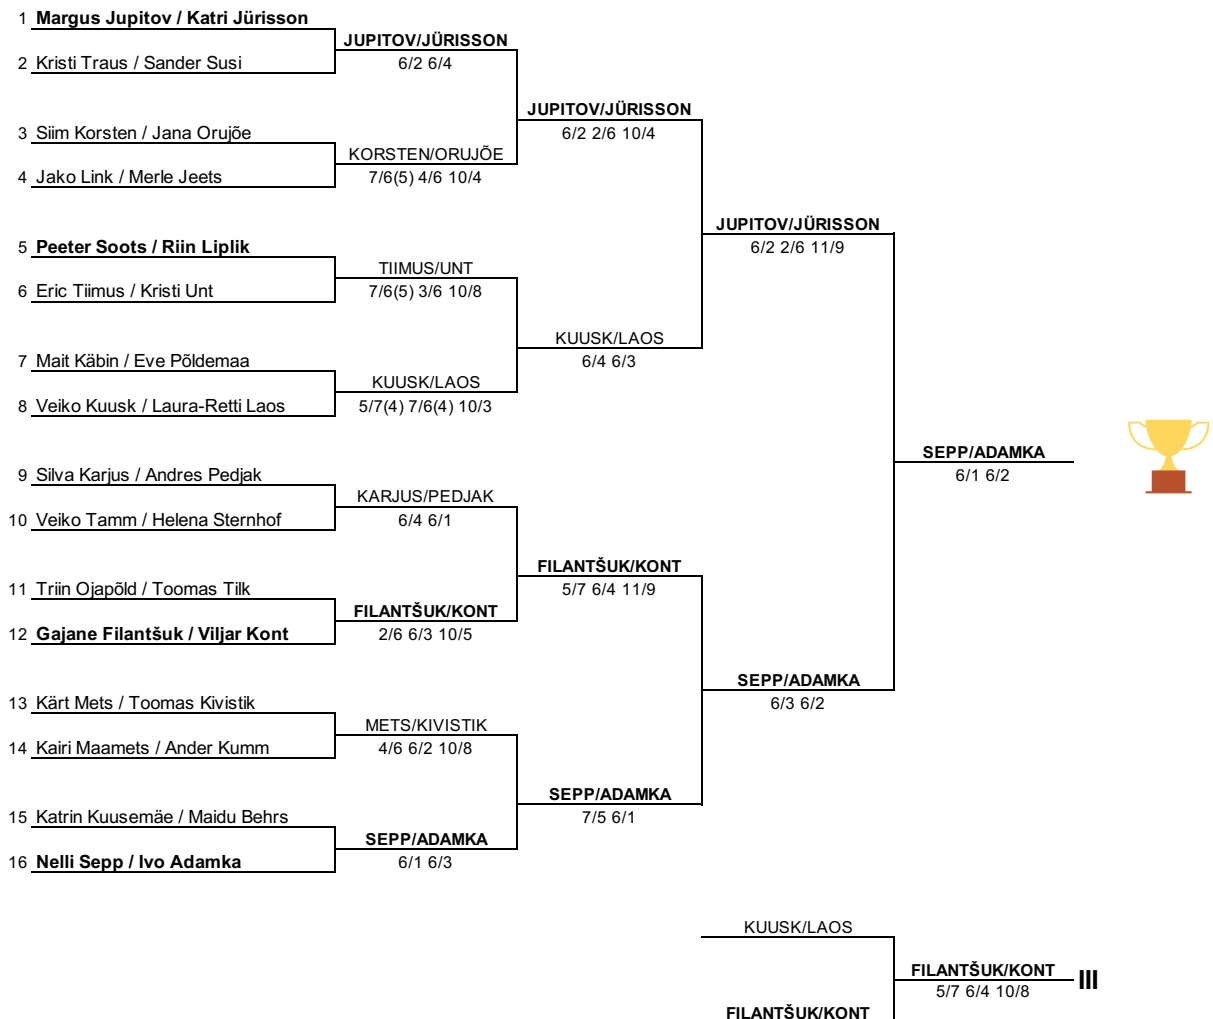 1 Margus Jupitov / Katri Jürisson
JUPITOV/JÜRISSON
2 Kristi Traus / Sander Susi
6/2 6/4
JUPITOV/JÜRISSON
3 Siim Korsten / Jana Orujõe
6/2 2/6 10/4
KORSTEN/ORUJÕE
4 Jako Link / Merle Jeets
7/6(5) 4/6 10/4
JUPITOV/JÜRISSON
5 Peeter Soots / Riin Liplik
6/2 2/6 11/9
TIIMUS/UNT
6 Eric Tiimus / Kristi Unt
7/6(5) 3/6 10/8
KUUSK/LAOS
7 Mait Käbin / Eve Põldemaa
6/4 6/3
KUUSK/LAOS
8 Veiko Kuusk / Laura-Retti Laos
5/7(4) 7/6(4) 10/3
SEPP/ADAMKA
9 Silva Karjus / Andres Pedjak
6/1 6/2
KARJUS/PEDJAK
10 Veiko Tamm / Helena Sternhof
6/4 6/1
FILANTŠUK/KONT
11 Triin Ojapõld / Toomas Tilk
5/7 6/4 11/9
FILANTŠUK/KONT
12 Gajane Filantšuk / Viljar Kont
2/6 6/3 10/5
SEPP/ADAMKA
13 Kärt Mets / Toomas Kivistik
6/3 6/2
METS/KIVISTIK
14 Kairi Maamets / Ander Kumm
4/6 6/2 10/8
SEPP/ADAMKA
15 Katrin Kuusemäe / Maidu Behrs
7/5 6/1
SEPP/ADAMKA
16 Nelli Sepp / Ivo Adamka
6/1 6/3
KUUSK/LAOS
FILANTŠUK/KONT III
5/7 6/4 10/8
FILANTŠUK/KONT